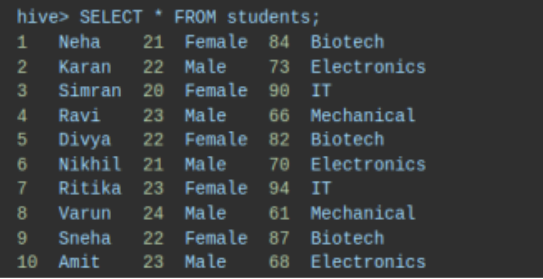 hive> SELECT * FROM students;
1 Neha 21 Female 84 Biotech
2 Karan 22 Male 73 Electronics
3 Simran 20 Female 90 IT
4 Ravi 23 Male 66 Mechanical
5 Divya 22 Female 82 Biotech
6 Nikhil 21 Male 70 Electronics
7 Ritika 23 Female 94 IT
8 Varun 24 Male 61 Mechanical
9 Sneha 22 Female 87 Biotech
10 Amit 23 Male 68 Electronics